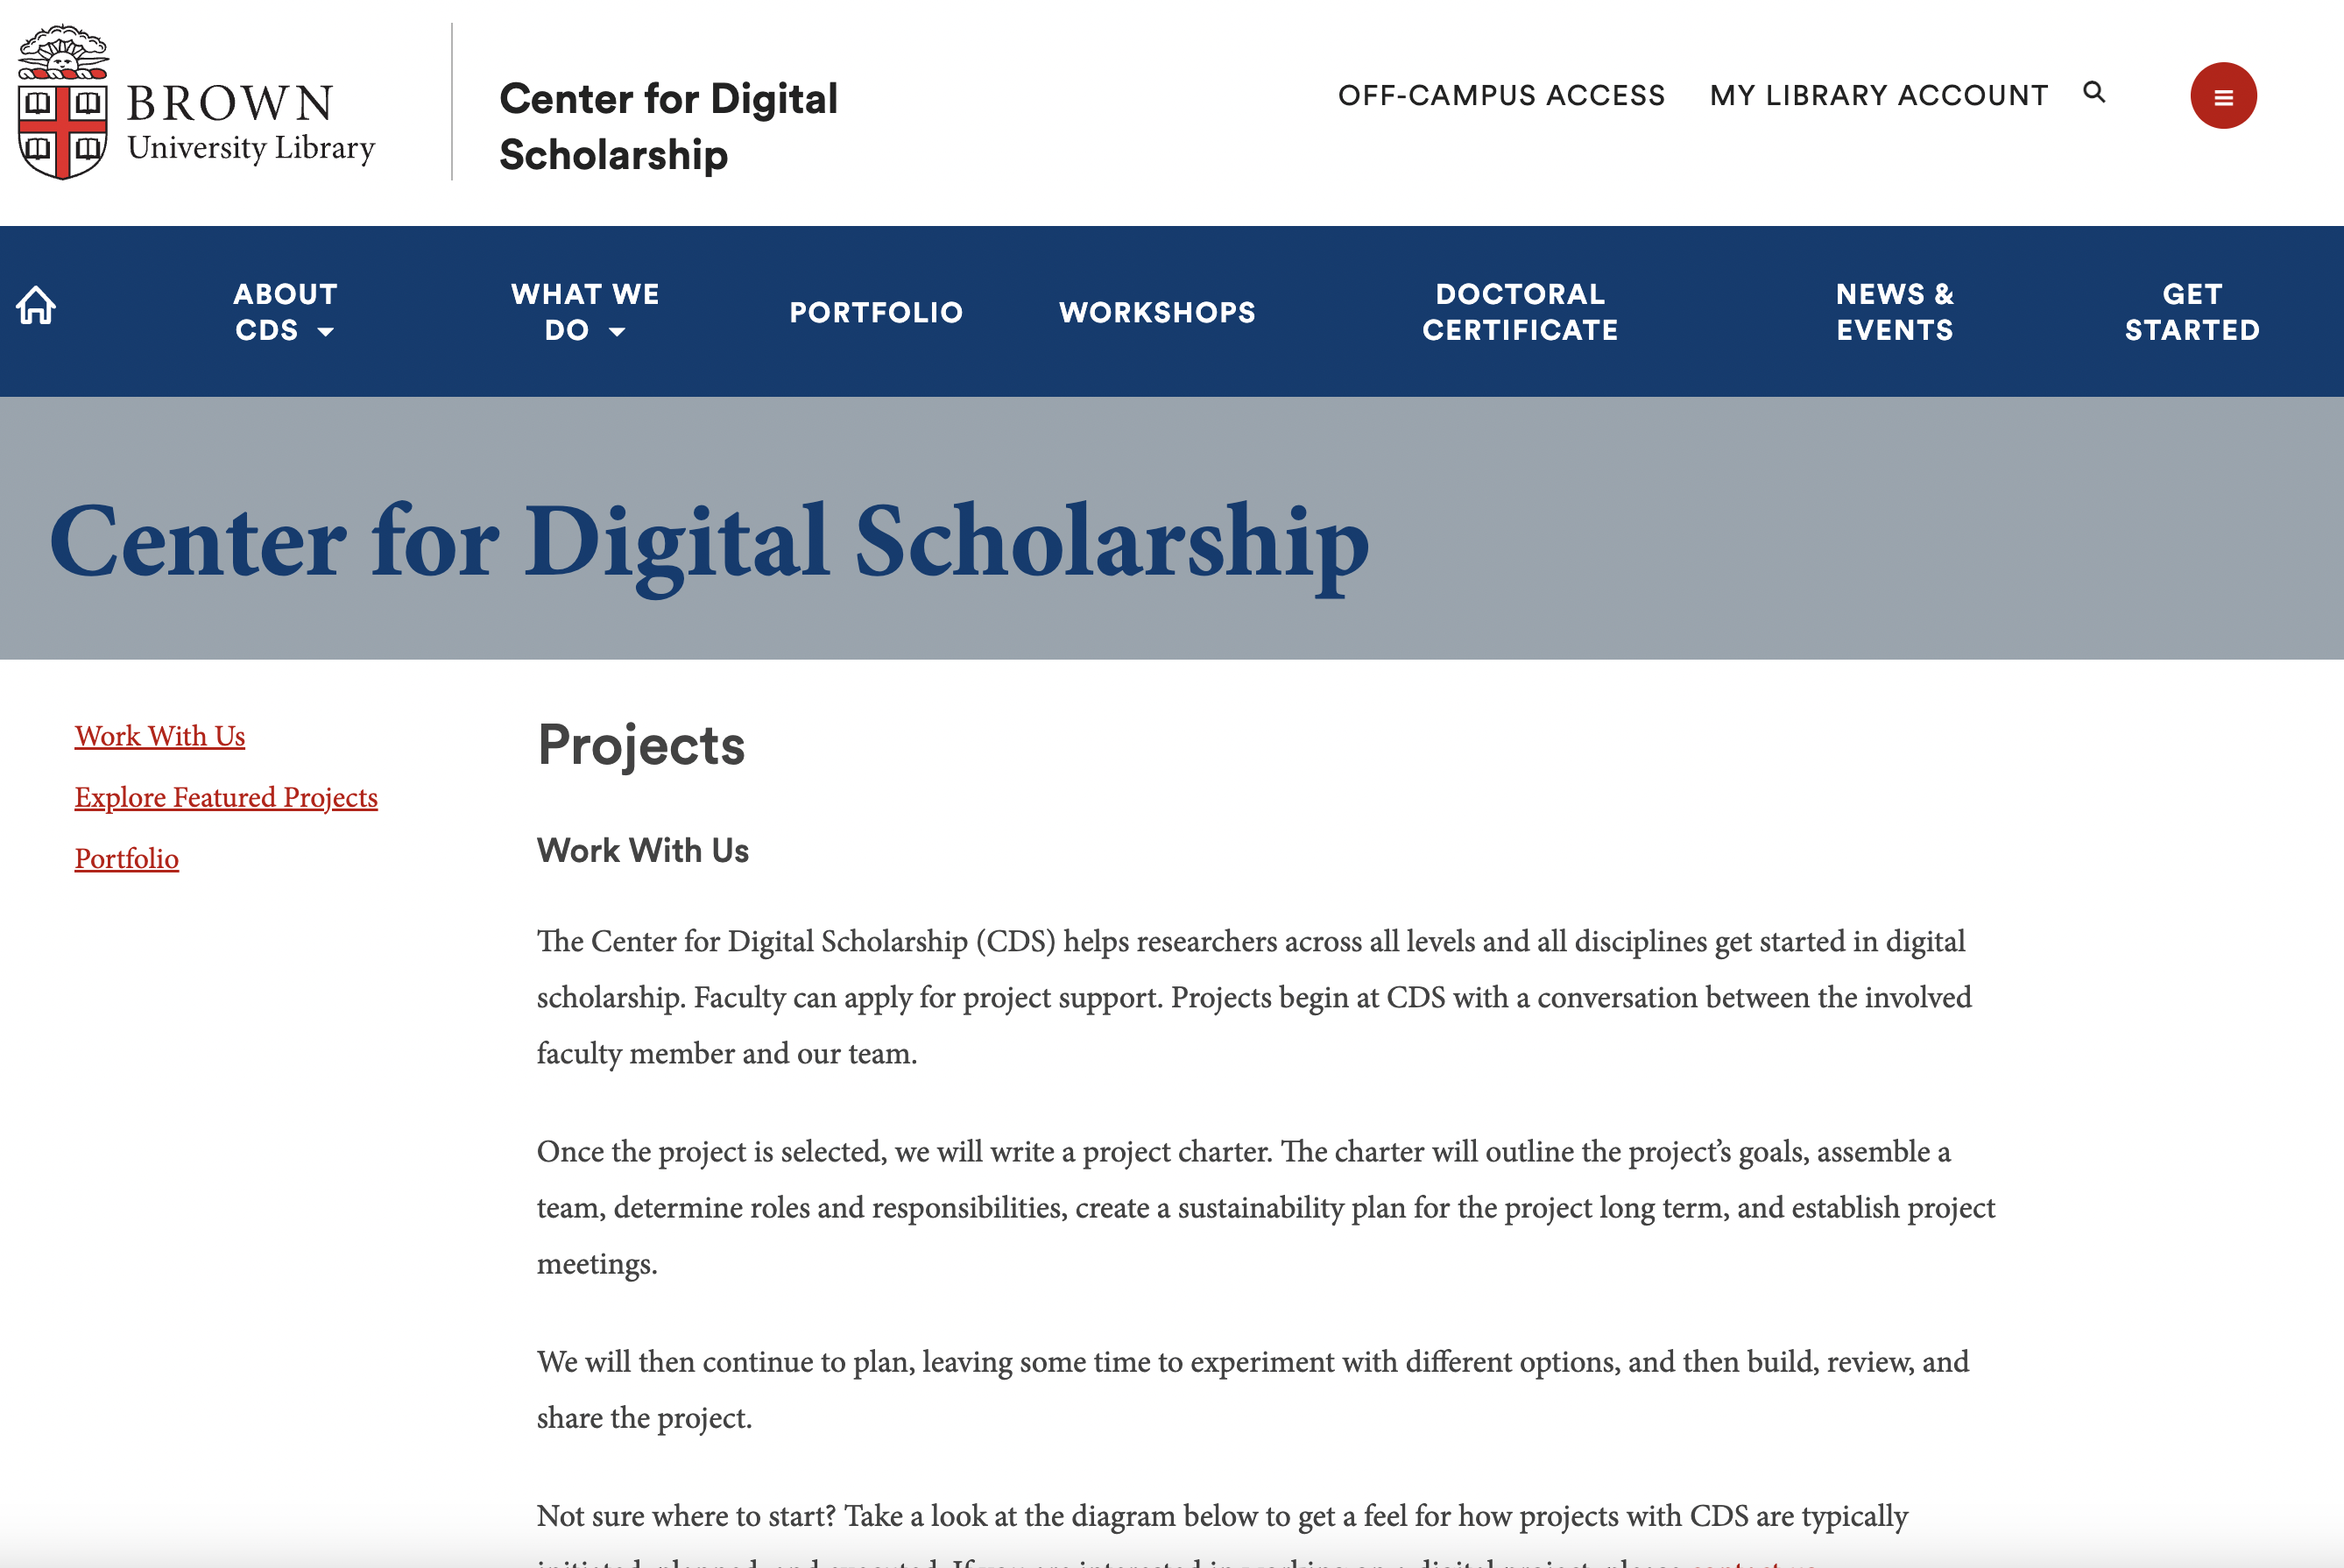 BROWN
University Library
Center for Digital
Scholarship
OFF-CAMPUS ACCESS MY LIBRARY ACCOUNT
ABOUT
CDS
WHAT WE
DO
PORTFOLIO
WORKSHOPS
DOCTORAL
CERTIFICATE
NEWS &
EVENTS
GET
STARTED
Center for Digital Scholarship
Work With Us
Explore Featured Projects
Portfolio
Projects
Work With Us
The Center for Digital Scholarship (CDS) helps researchers across all levels and all disciplines get started in digital
scholarship. Faculty can apply for project support. Projects begin at CDS with a conversation between the involved
faculty member and our team.
Once the project is selected, we will write a project charter. The charter will outline the project’s goals, assemble a
team, determine roles and responsibilities, create a sustainability plan for the project long term, and establish project
meetings.
We will then continue to plan, leaving some time to experiment with different options, and then build, review, and
share the project.
Not sure where to start? Take a look at the diagram below to get a feel for how projects with CDS are typically